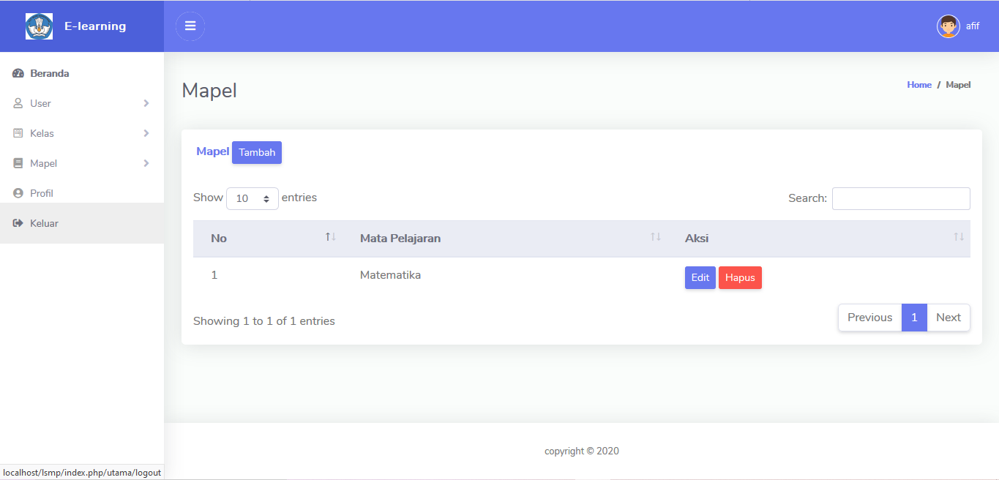 E-learning
afif
Beranda
User
Kelas
Mapel
Profil
Keluar
Mapel
Home / Mapel
Mapel Tambah
Show 10 entries
Search:
No Mata Pelajaran Aksi
1 Matematika Edit Hapus
Showing 1 to 1 of 1 entries
Previous 1 Next
copyright © 2020
localhost/lsmp/index.php/utama/logout